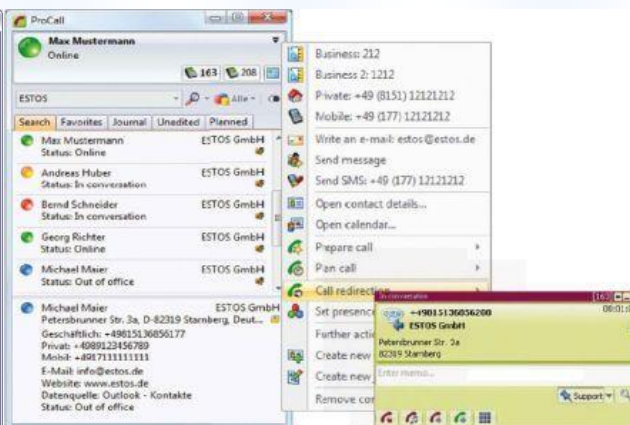 ProCall
Max Mustermann
Online
163 208
ESTOS
Alle
Search Favorites Journal Unedited Planned
Max Mustermann ESTOS GmbH
Status: Online
Andreas Huber ESTOS GmbH
Status: In conversation
Bernd Schneider ESTOS GmbH
Status: In conversation
Georg Richter ESTOS GmbH
Status: Online
Michael Maier ESTOS GmbH
Status: Out of office
Michael Maier ESTOS GmbH
Petersbrunner Str. 3a, D-82319 Starnberg, Deut...
Geschäftlich: +49815136856177
Privat: +4989123456789
Mobil: +4917111111111
E-Mail: info@estos.de
Website: www.estos.de
Datenquelle: Outlook - Kontakte
Status: Out of office
Business: 212
Business 2: 1212
Private: +49 (8151) 12121212
Mobile: +49 (177) 12121212
Write an e-mail: estos@estos.de
Send message
Send SMS: +49 (177) 12121212
Open contact details...
Open calendar...
Prepare call
Pan call
Call redirection
Set presence
Further acti
Create new
Create new
Remove con
In conversation [163]
+49815136856200
ESTOS GmbH
Petersbrunner Str. 3a
82319 Starnberg
Enter memo...
Support